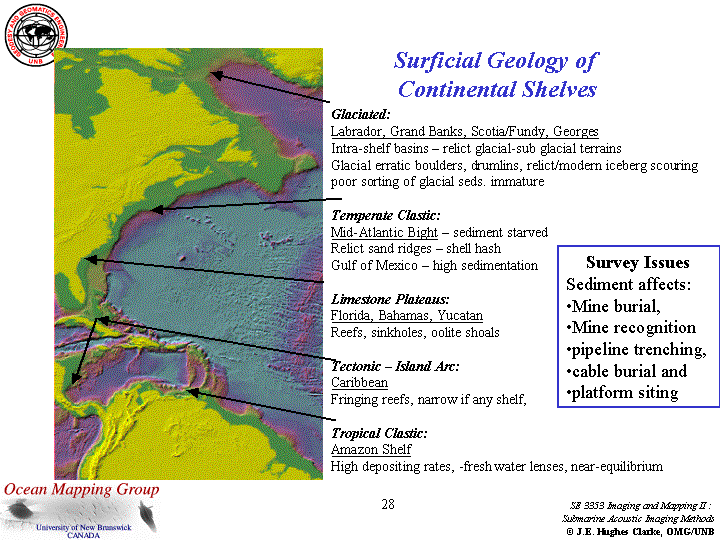 GEODESY AND GEOMATICS ENGINEERING
UNB
Surficial Geology of
Continental Shelves
Glaciated:
Labrador, Grand Banks, Scotia/Fundy, Georges
Intra-shelf basins – relict glacial-sub glacial terrains
Glacial erratic boulders, drumlins, relict/modern iceberg scouring
poor sorting of glacial seds. immature
Temperate Clastic:
Mid-Atlantic Bight – sediment starved
Relict sand ridges – shell hash
Gulf of Mexico – high sedimentation
Limestone Plateaus:
Florida, Bahamas, Yucatan
Reefs, sinkholes, oolite shoals
Tectonic – Island Arc:
Caribbean
Fringing reefs, narrow if any shelf,
Tropical Clastic:
Amazon Shelf
High depositing rates, -fresh water lenses, near-equilibrium
Survey Issues
Sediment affects:
•Mine burial,
•Mine recognition
•pipeline trenching,
•cable burial and
•platform siting
Ocean Mapping Group
University of New Brunswick
CANADA
28
SE 3353 Imaging and Mapping II :
Submarine Acoustic Imaging Methods
© J.E. Hughes Clarke, OMG/UNB